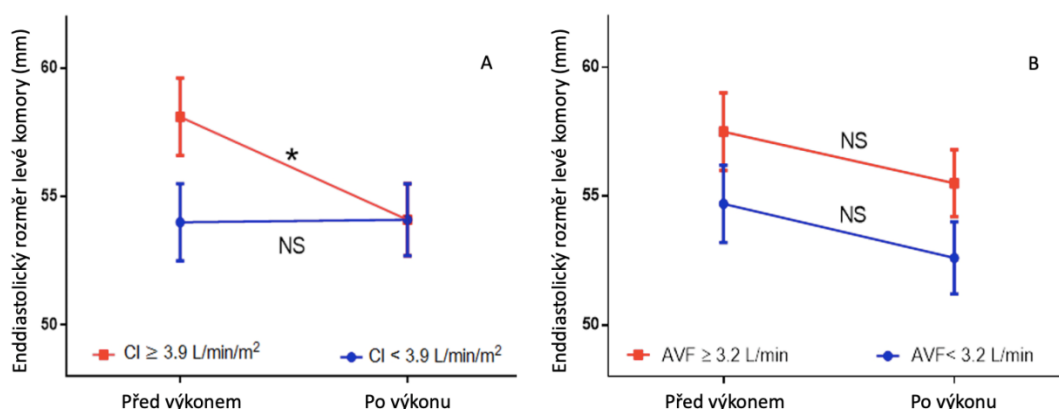 Enddiastolický rozměr levé komory (mm)
60
55
50
A
*
NS
CI ≥ 3.9 L/min/m²
CI < 3.9 L/min/m²
Před výkonem
Po výkonu
Enddiastolický rozměr levé komory (mm)
60
55
50
B
NS
NS
AVF ≥ 3.2 L/min
AVF< 3.2 L/min
Před výkonem
Po výkonu